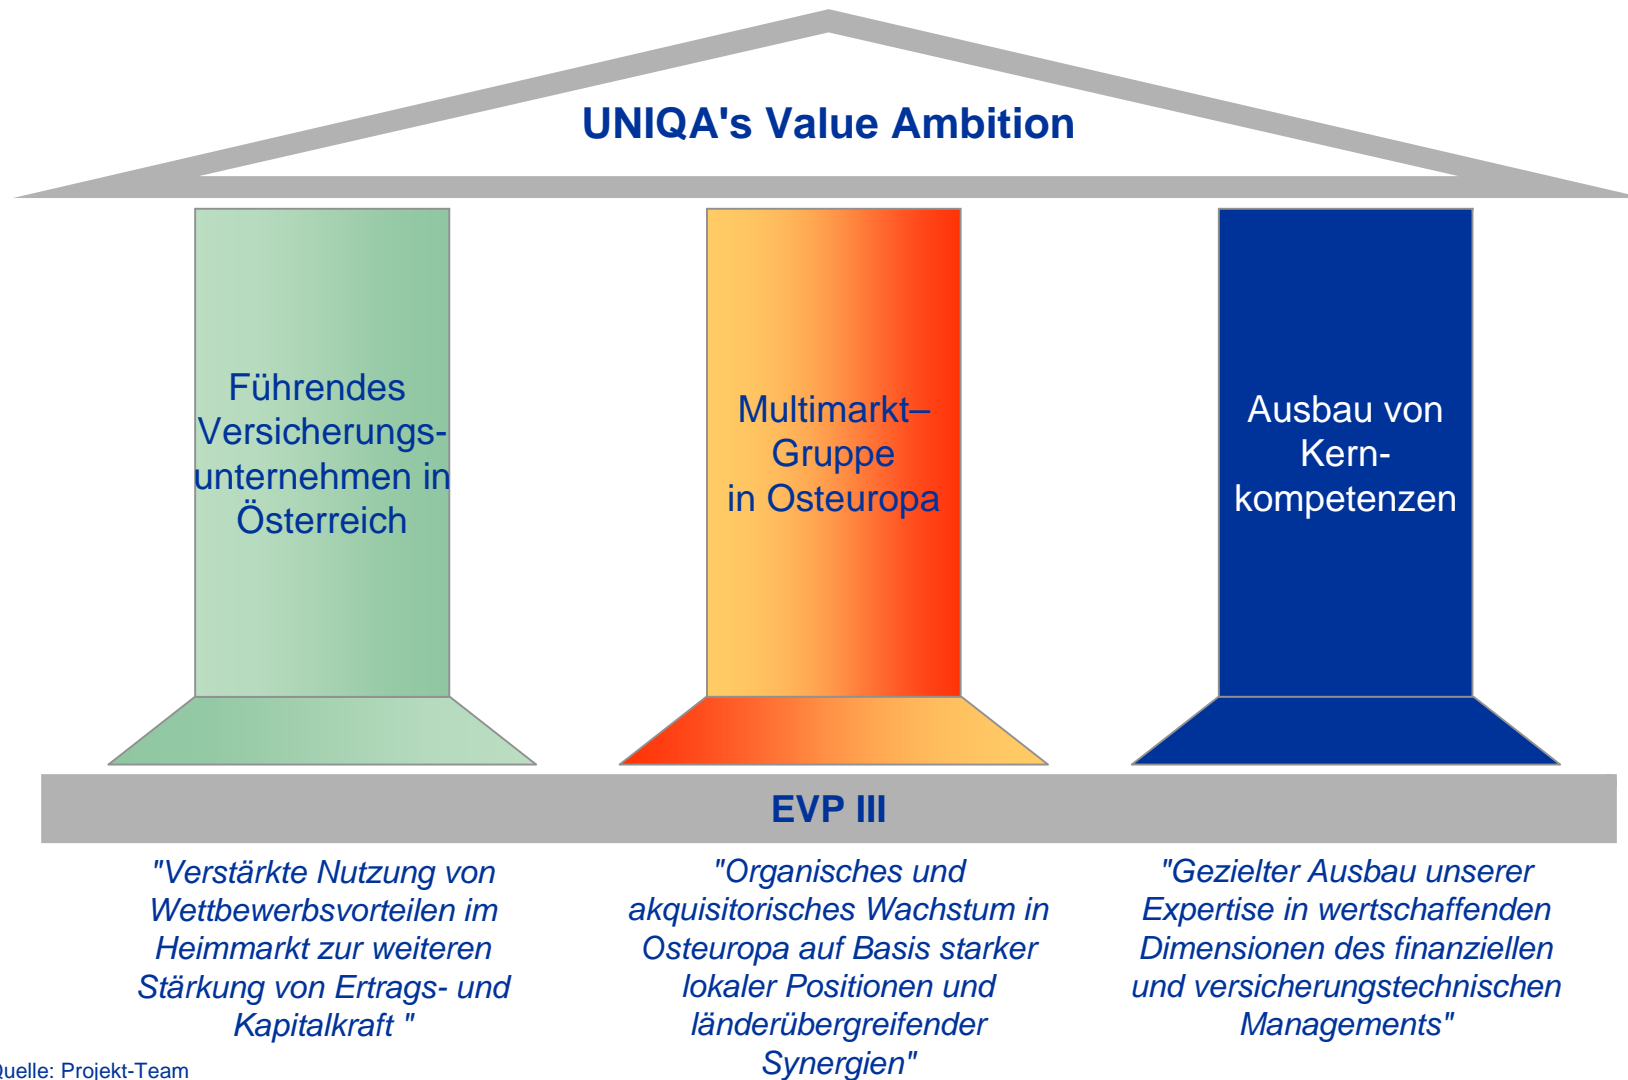 UNIQA's Value Ambition
Führendes
Versicherungs-
unternehmen in
Österreich
Multimarkt–
Gruppe
in Osteuropa
Ausbau von
Kern-
kompetenzen
EVP III
"Verstärkte Nutzung von
Wettbewerbsvorteilen im
Heimmarkt zur weiteren
Stärkung von Ertrags- und
Kapitalkraft "
"Organisches und
akquisitorisches Wachstum in
Osteuropa auf Basis starker
lokaler Positionen und
länderübergreifender
Synergien"
"Gezielter Ausbau unserer
Expertise in wertschaffenden
Dimensionen des finanziellen
und versicherungstechnischen
Managements"
Quelle: Projekt-Team